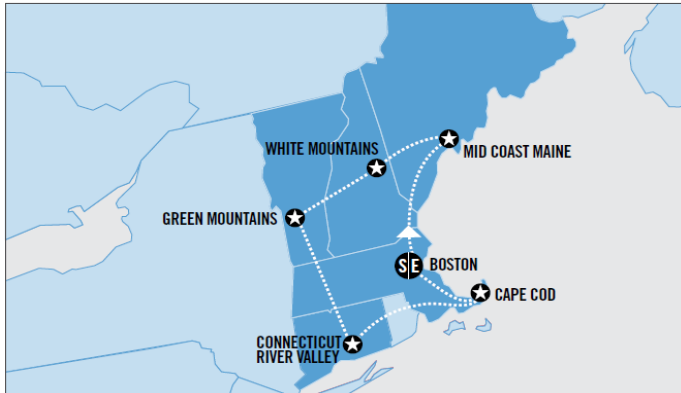 WHITE MOUNTAINS
MID COAST MAINE
GREEN MOUNTAINS
S E
BOSTON
CAPE COD
CONNECTICUT
RIVER VALLEY